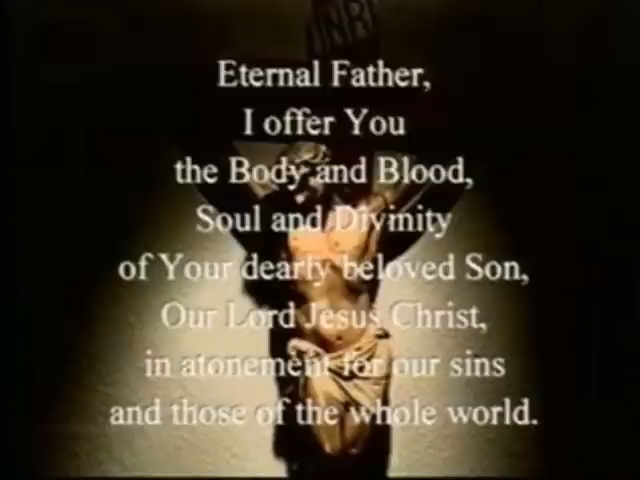 INRI
Eternal Father,
I offer You
the Body and Blood,
Soul and Divinity
of Your dearly beloved Son,
Our Lord Jesus Christ,
in atonement for our sins
and those of the whole world.